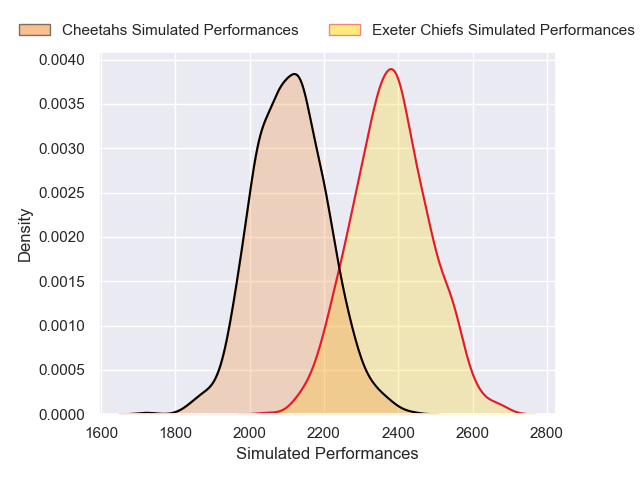 Cheetahs Simulated Performances
Exeter Chiefs Simulated Performances
0.0040
0.0035
0.0030
0.0025
0.0020
0.0015
0.0010
0.0005
0.0000
Density
1600 1800 2000 2200 2400 2600 2800
Simulated Performances